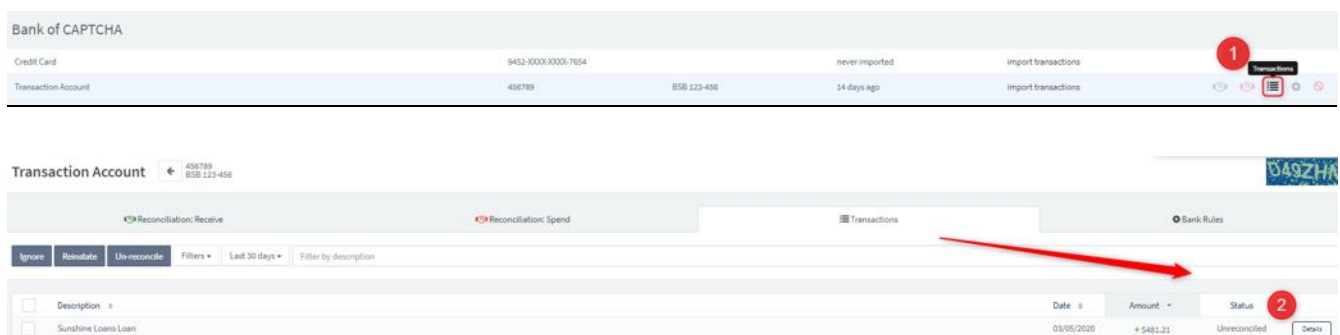 Bank of CAPTCHA
1
Credit Card 9452-XXXX-XXXX-7654 never imported import transactions
Transactions
Transaction Account 456789 BSB 123-456 14 days ago import transactions
Transaction Account 456789
BSB 123-456
D49ZHN
Reconciliation: Receive Reconciliation: Spend Transactions Bank Rules
Ignore Reinstate Un-reconcile Filters Last 30 days Filter by description
Description Date Amount Status 2
Sunshine Loans Loan 03/05/2020 + $481.21 Unreconciled Details